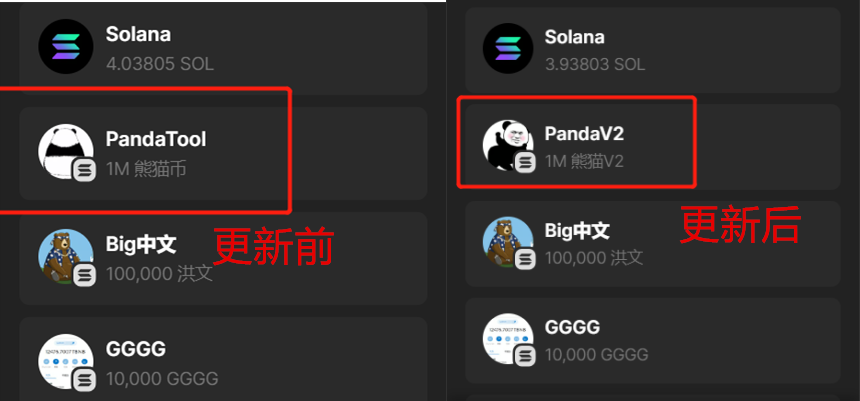 Solana
4.03805 SOL
PandaTool
1M 熊猫币
Big中文
100,000 洪文
GGGG
10,000 GGGG
更新前
Solana
3.93803 SOL
PandaV2
1M 熊猫V2
Big中文
100,000 洪文
GGGG
10,000 GGGG
更新后